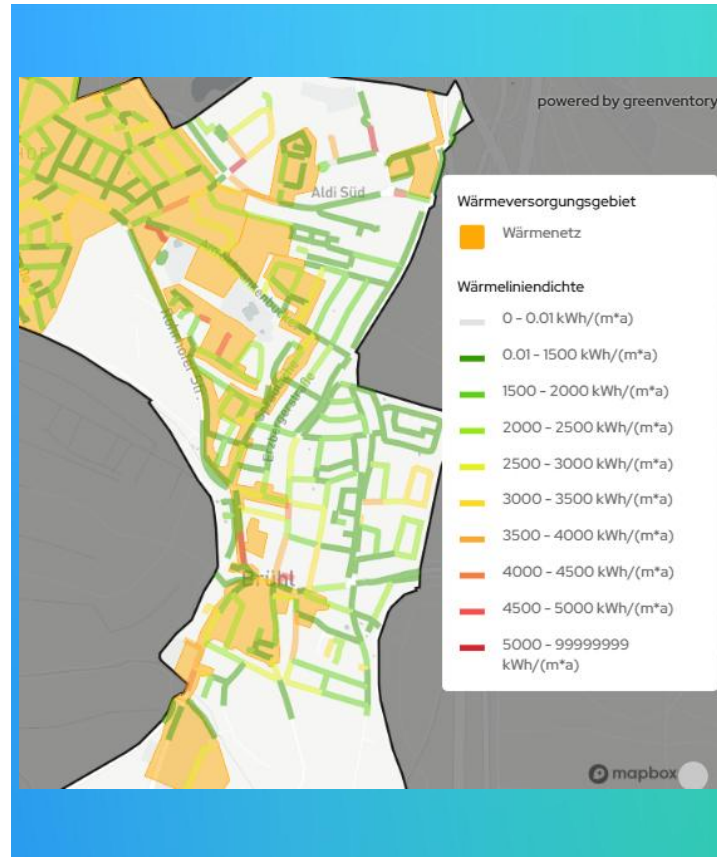 powered by greenventory
HOF
Aldi Süd
Wärmeversorgungsgebiet
Wärmenetz
Wärmeliniendichte
0 - 0.01 kWh/(m*a)
0.01 - 1500 kWh/(m*a)
1500 - 2000 kWh/(m*a)
2000 - 2500 kWh/(m*a)
2500 - 3000 kWh/(m*a)
3000 - 3500 kWh/(m*a)
3500 - 4000 kWh/(m*a)
4000 - 4500 kWh/(m*a)
4500 - 5000 kWh/(m*a)
5000 - 99999999
kWh/(m*a)
Erzbergerstraße
Brühl
mapbox